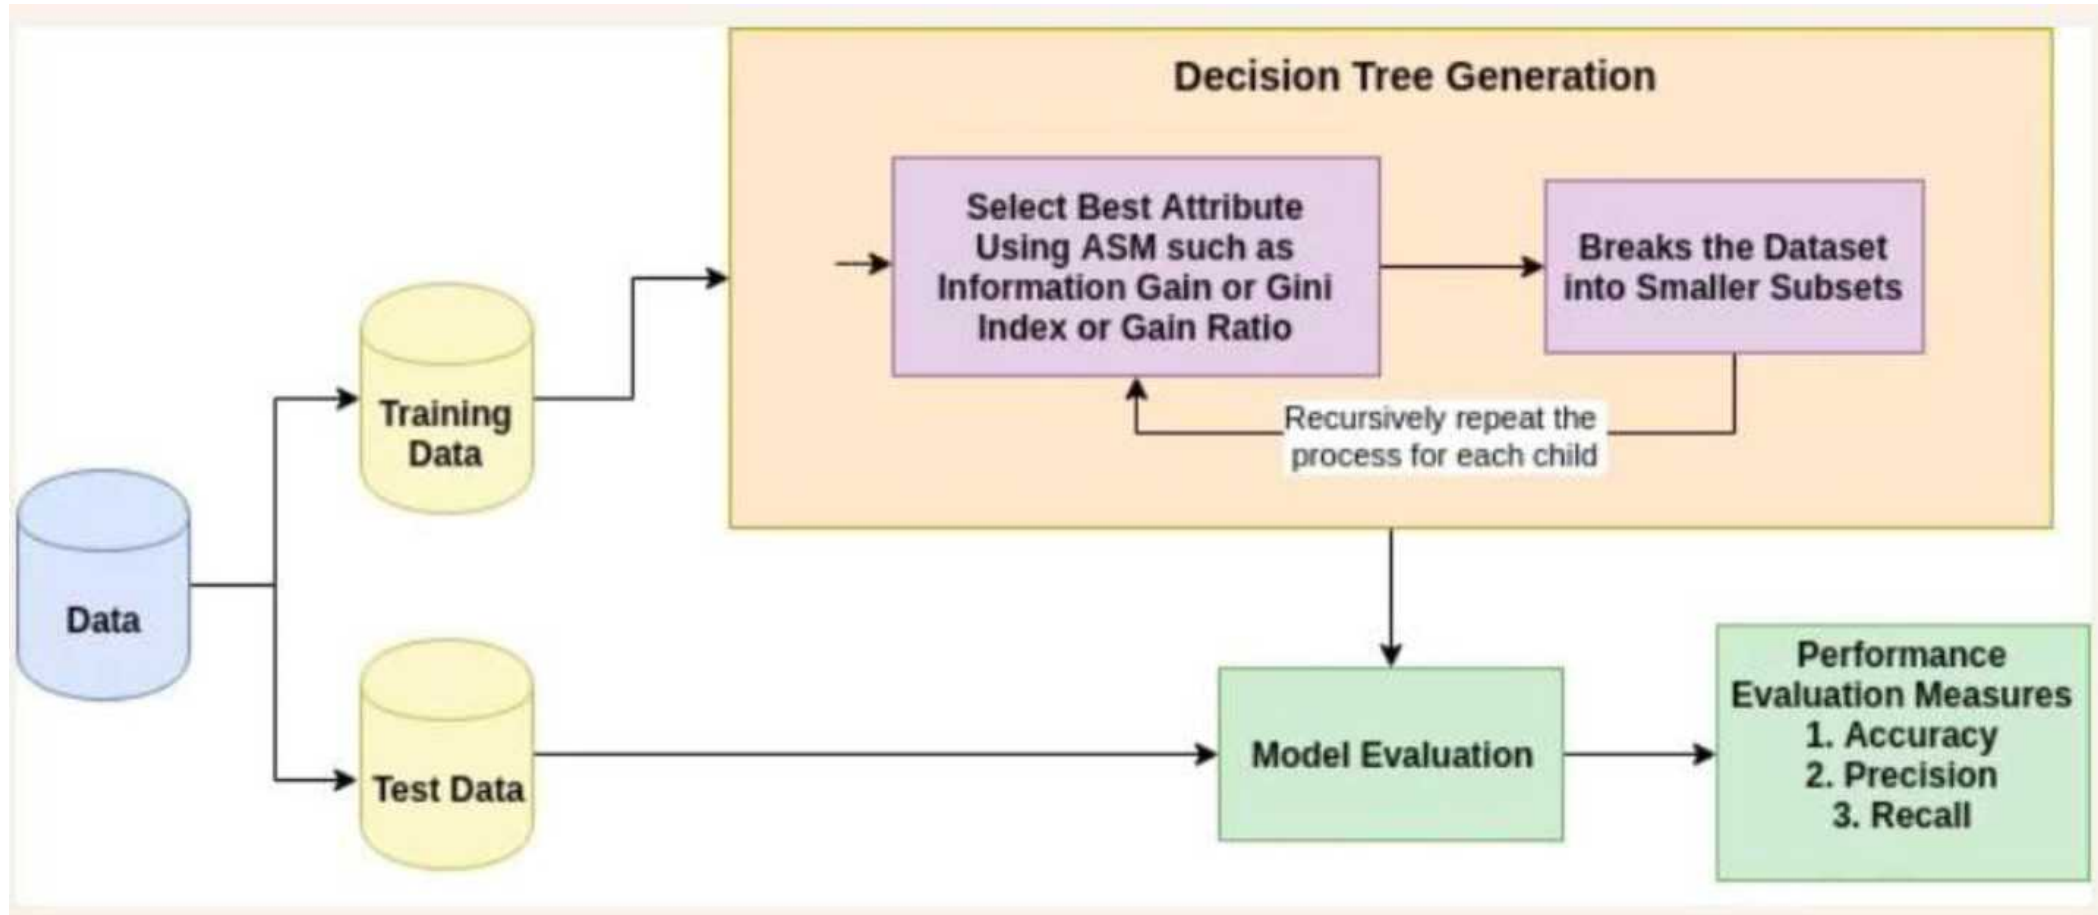 Decision Tree Generation
Select Best Attribute
Using ASM such as
Information Gain or Gini
Index or Gain Ratio
Breaks the Dataset
into Smaller Subsets
Recursively repeat the
process for each child
Training
Data
Data
Test Data
Model Evaluation
Performance
Evaluation Measures
1. Accuracy
2. Precision
3. Recall